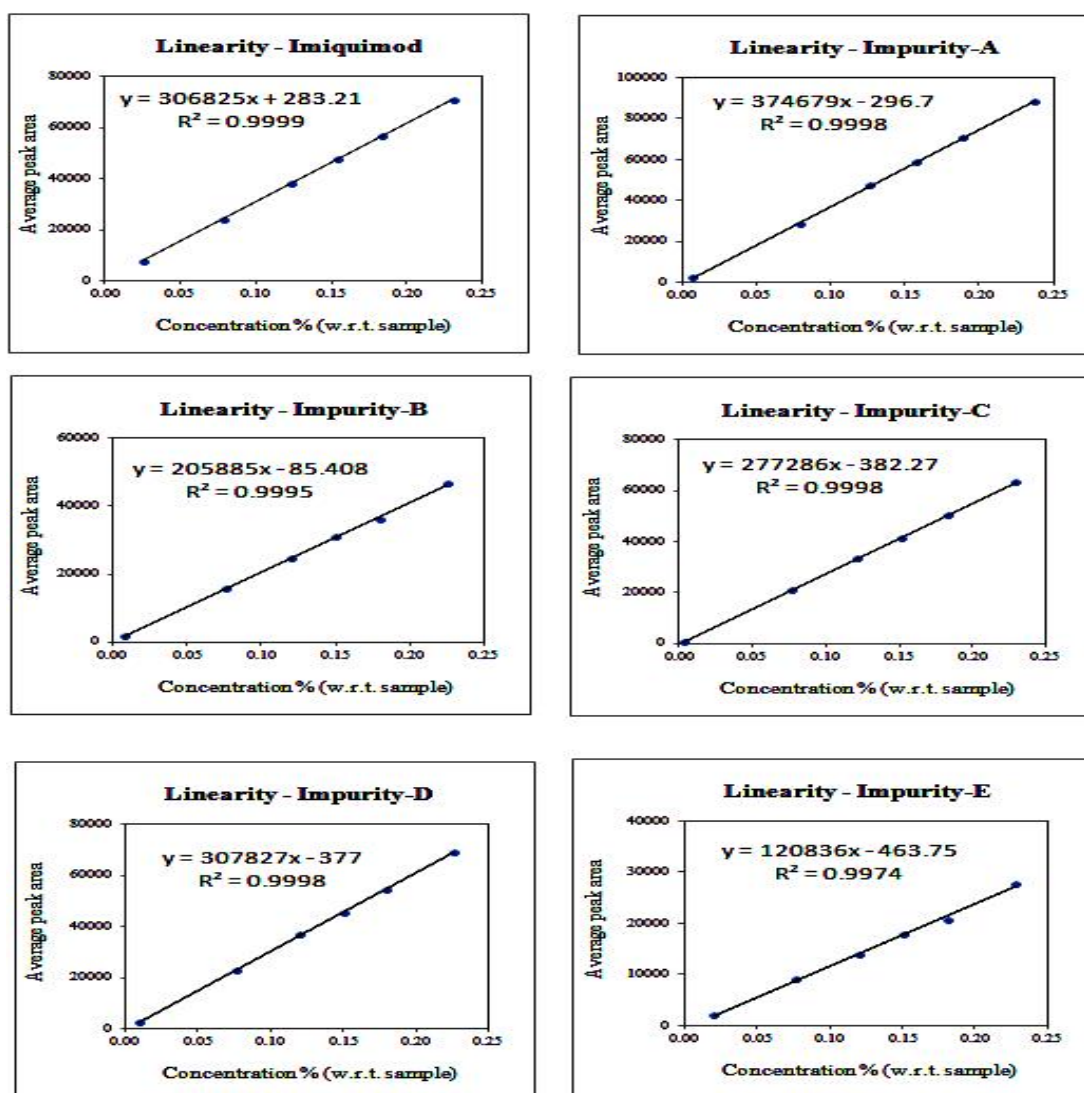 Linearity - Imiquimod
80000
60000
40000
20000
0
y = 306825x + 283.21
R² = 0.9999
Average peak area
0.00 0.05 0.10 0.15 0.20 0.25
Concentration % (w.r.t. sample)
Linearity - Impurity-A
100000
80000
60000
40000
20000
0
y = 374679x - 296.7
R² = 0.9998
Average peak area
0.00 0.05 0.10 0.15 0.20 0.25
Concentration % (w.r.t. sample)
Linearity - Impurity-B
60000
40000
20000
0
y = 205885x - 85.408
R² = 0.9995
Average peak area
0.00 0.05 0.10 0.15 0.20 0.25
Concentration % (w.r.t. sample)
Linearity - Impurity-C
80000
60000
40000
20000
0
y = 277286x - 382.27
R² = 0.9998
Average peak area
0.00 0.05 0.10 0.15 0.20 0.25
Concentration % (w.r.t. sample)
Linearity - Impurity-D
80000
60000
40000
20000
0
y = 307827x - 377
R² = 0.9998
Average peak area
0.00 0.05 0.10 0.15 0.20 0.25
Concentration % (w.r.t. sample)
Linearity - Impurity-E
40000
30000
20000
10000
0
y = 120836x - 463.75
R² = 0.9974
Average peak area
0.00 0.05 0.10 0.15 0.20 0.25
Concentration % (w.r.t. sample)